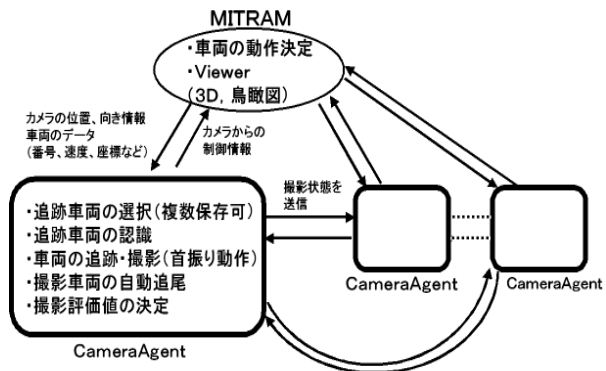 MITRAM
・車両の動作決定
・Viewer
(3D, 鳥瞰図)
カメラの位置、向き情報
車両のデータ
(番号、速度、座標など)
カメラからの
制御情報
撮影状態を
送信
・追跡車両の選択(複数保存可)
・追跡車両の認識
・車両の追跡・撮影(首振り動作)
・撮影車両の自動追尾
・撮影評価値の決定
CameraAgent
CameraAgent
CameraAgent